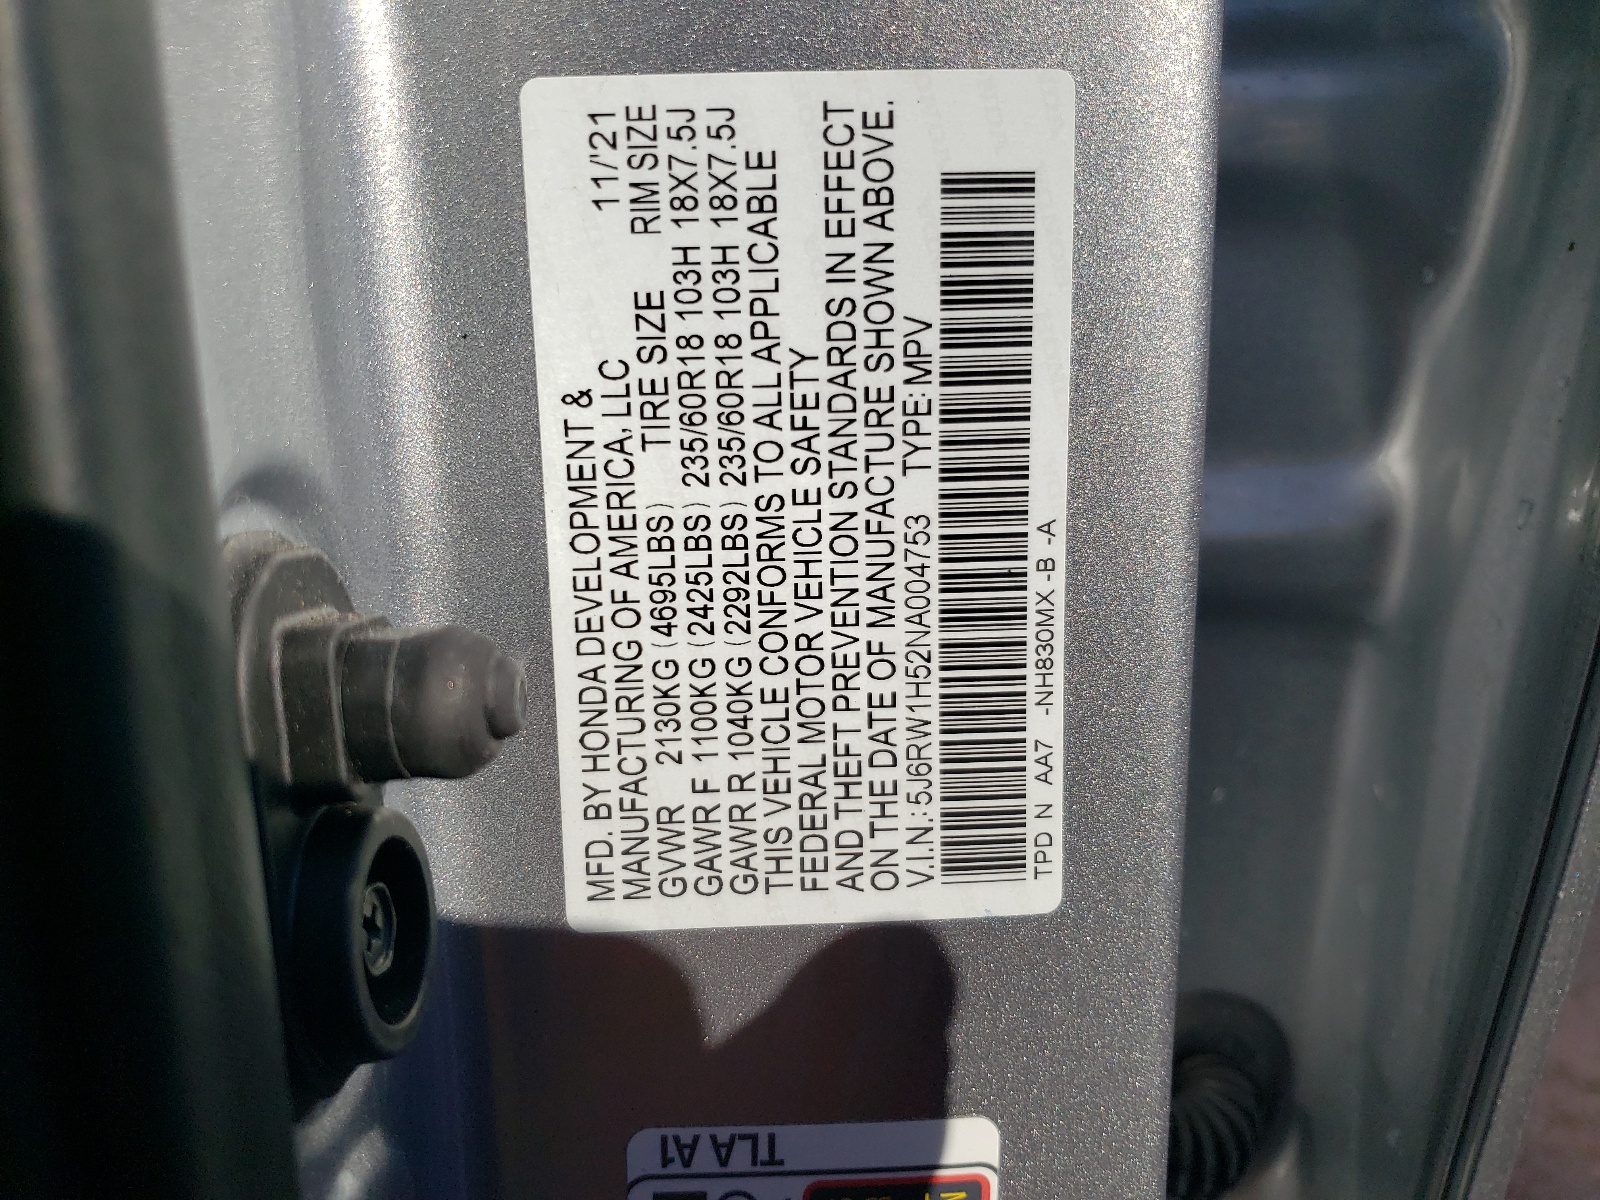 MFD. BY HONDA DEVELOPMENT &
MANUFACTURING OF AMERICA, LLC 11/'21
GVWR 2130KG (4695LBS) TIRE SIZE RIM SIZE
GAWR F 1100KG (2425LBS) 235/60R18 103H 18X7.5J
GAWR R 1040KG (2292LBS) 235/60R18 103H 18X7.5J
THIS VEHICLE CONFORMS TO ALL APPLICABLE
FEDERAL MOTOR VEHICLE SAFETY
AND THEFT PREVENTION STANDARDS IN EFFECT
ON THE DATE OF MANUFACTURE SHOWN ABOVE.
V.I.N.: 5J6RW1H52NA004753 TYPE: MPV
TPD N AA7 -NH830MX -B -A
TLA A1